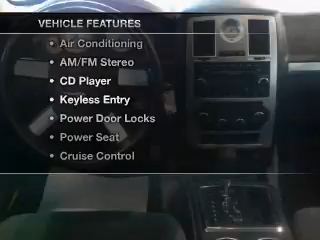 VEHICLE FEATURES
• Air Conditioning
• AM/FM Stereo
• CD Player
• Keyless Entry
• Power Door Locks
• Power Seat
• Cruise Control